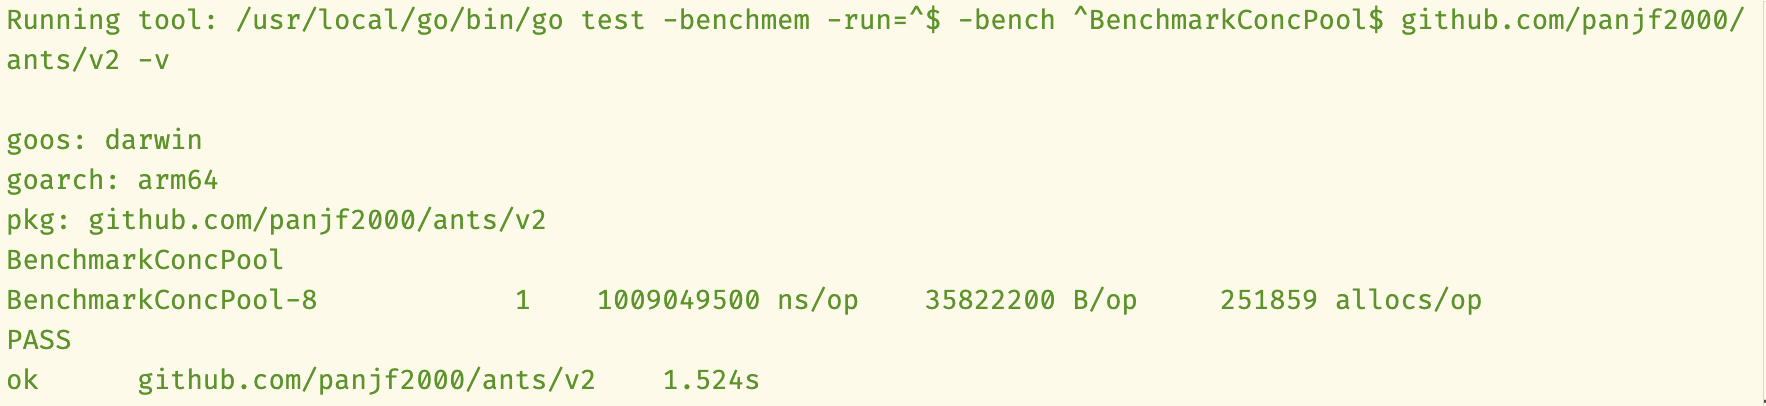 Running tool: /usr/local/go/bin/go test -benchmem -run=^$ -bench ^BenchmarkConcPool$ github.com/panjf2000/
ants/v2 -v
goos: darwin
goarch: arm64
pkg: github.com/panjf2000/ants/v2
BenchmarkConcPool
BenchmarkConcPool-8            1    1009049500 ns/op    35822200 B/op     251859 allocs/op
PASS
ok      github.com/panjf2000/ants/v2    1.524s